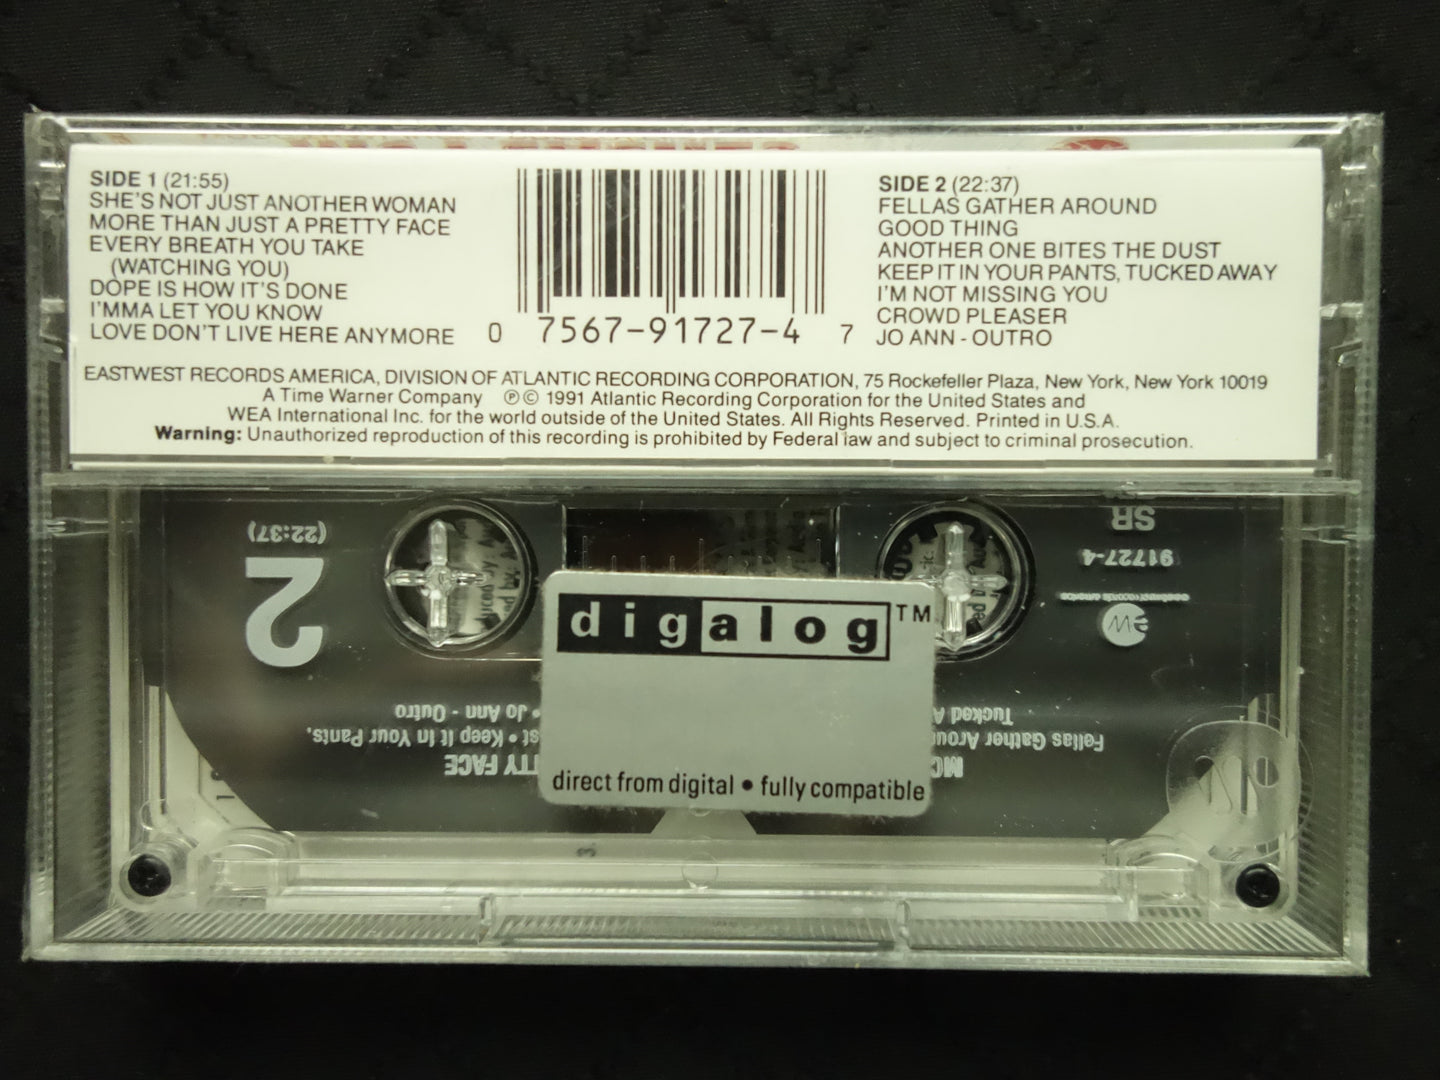 SIDE 1 (21:55)
SHE'S NOT JUST ANOTHER WOMAN
MORE THAN JUST A PRETTY FACE
EVERY BREATH YOU TAKE
(WATCHING YOU)
DOPE IS HOW IT'S DONE
I'MMA LET YOU KNOW
LOVE DON'T LIVE HERE ANYMORE
0 7567-91727-4 7
SIDE 2 (22:37)
FELLAS GATHER AROUND
GOOD THING
ANOTHER ONE BITES THE DUST
KEEP IT IN YOUR PANTS, TUCKED AWAY
I'M NOT MISSING YOU
CROWD PLEASER
JO ANN - OUTRO
EASTWEST RECORDS AMERICA, DIVISION OF ATLANTIC RECORDING CORPORATION, 75 Rockefeller Plaza, New York, New York 10019
A Time Warner Company ℗© 1991 Atlantic Recording Corporation for the United States and
WEA International Inc. for the world outside of the United States. All Rights Reserved. Printed in U.S.A.
Warning: Unauthorized reproduction of this recording is prohibited by Federal law and subject to criminal prosecution.
digalog™
direct from digital • fully compatible
SR
91727-4
(22:37)
2
TTY FACE
Fellas Gather Arou
st • Keep It In Your Pants,
Tucked A
• Jo Ann - Outro